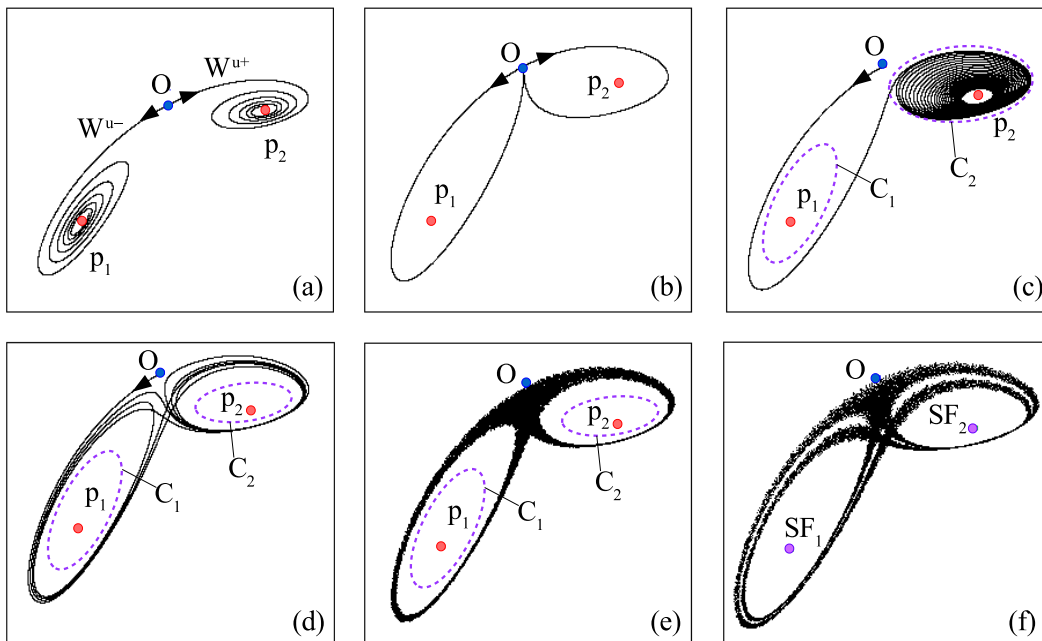 O
W^{u+}
W^{u−}
p_2
p_1
(a)
O
p_2
p_1
(b)
O
p_2
C_2
C_1
p_1
(c)
O
p_2
C_2
p_1
C_1
(d)
O
p_2
C_2
p_1
C_1
(e)
O
SF_2
SF_1
(f)